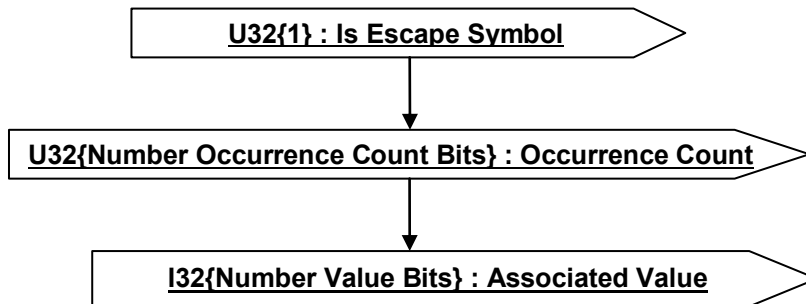 U32{1} : Is Escape Symbol
U32{Number Occurrence Count Bits} : Occurrence Count
I32{Number Value Bits} : Associated Value